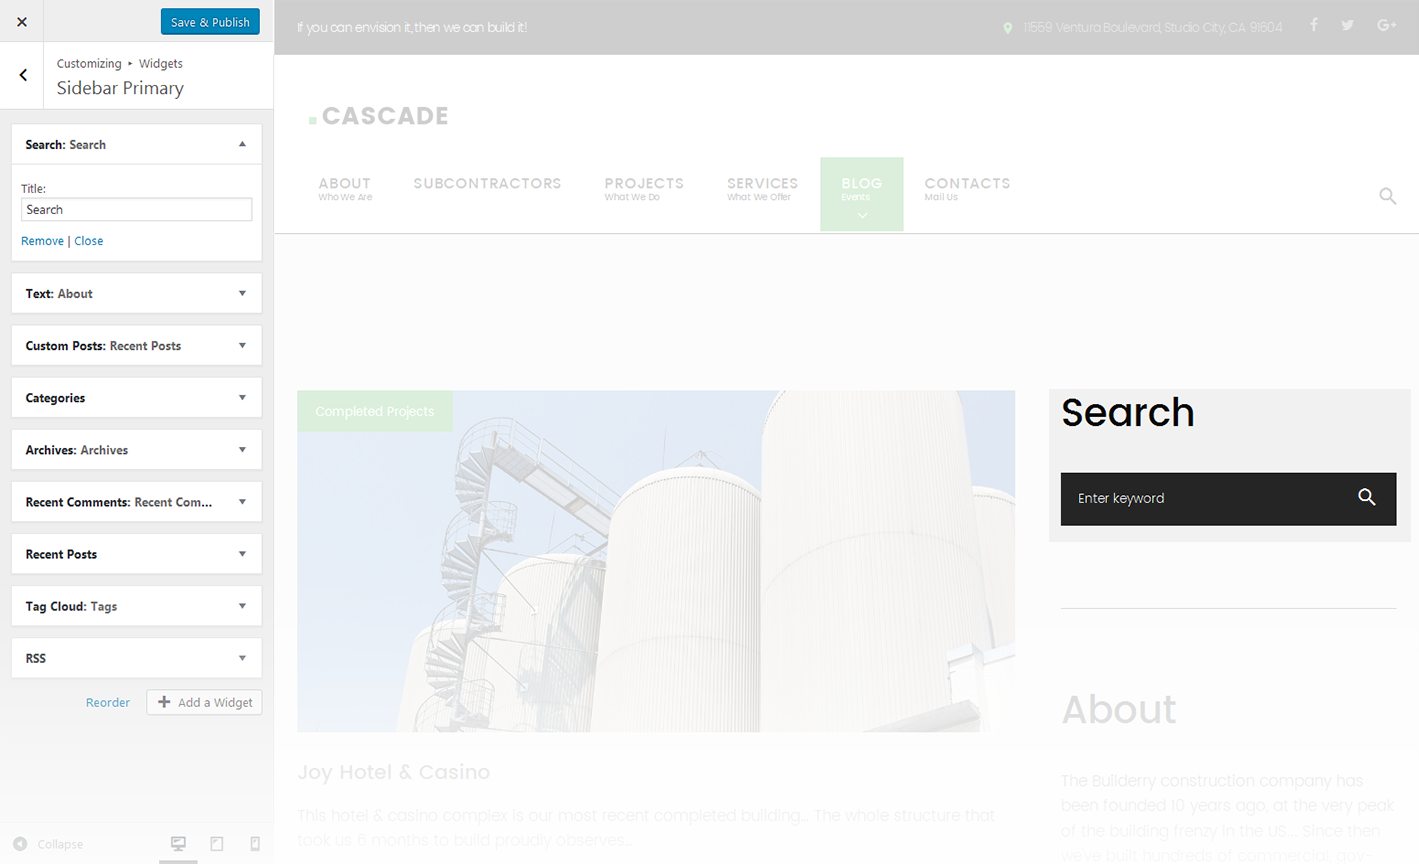 Save & Publish
Customizing ▸ Widgets
Sidebar Primary
Search: Search
Title:
Search
Remove | Close
Text: About
Custom Posts: Recent Posts
Categories
Archives: Archives
Recent Comments: Recent Com...
Recent Posts
Tag Cloud: Tags
RSS
Reorder
Add a Widget
Collapse
If you can envision it, then we can build it!
11559 Ventura Boulevard, Studio City, CA 91604
CASCADE
ABOUT
Who We Are
SUBCONTRACTORS
PROJECTS
What We Do
SERVICES
What We Offer
BLOG
Events
CONTACTS
Mail Us
Completed Projects
Joy Hotel & Casino
This hotel & casino complex is our most recent completed building... The whole structure that
took us 6 months to build proudly observes...
Search
Enter keyword
About
The Builderry construction company has
been founded 10 years ago, at the very peak
of the building frenzy in the US... Since then
we've built hundreds of commercial, gov-